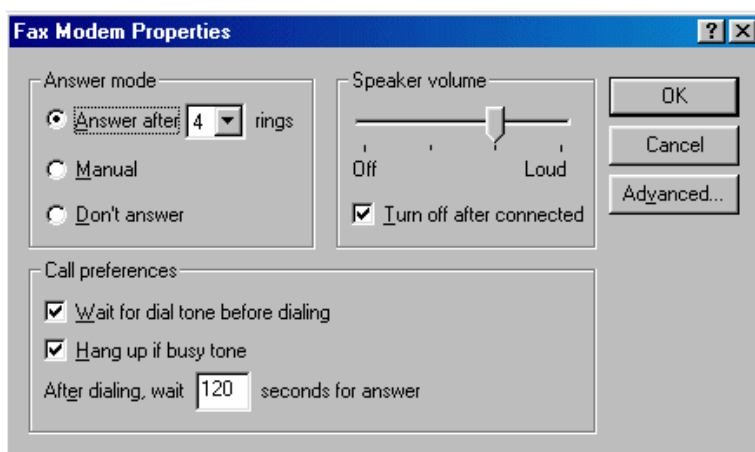 Fax Modem Properties
Answer mode
Answer after 4 rings
Manual
Don't answer
Speaker volume
Off Loud
Turn off after connected
OK
Cancel
Advanced...
Call preferences
Wait for dial tone before dialing
Hang up if busy tone
After dialing, wait 120 seconds for answer